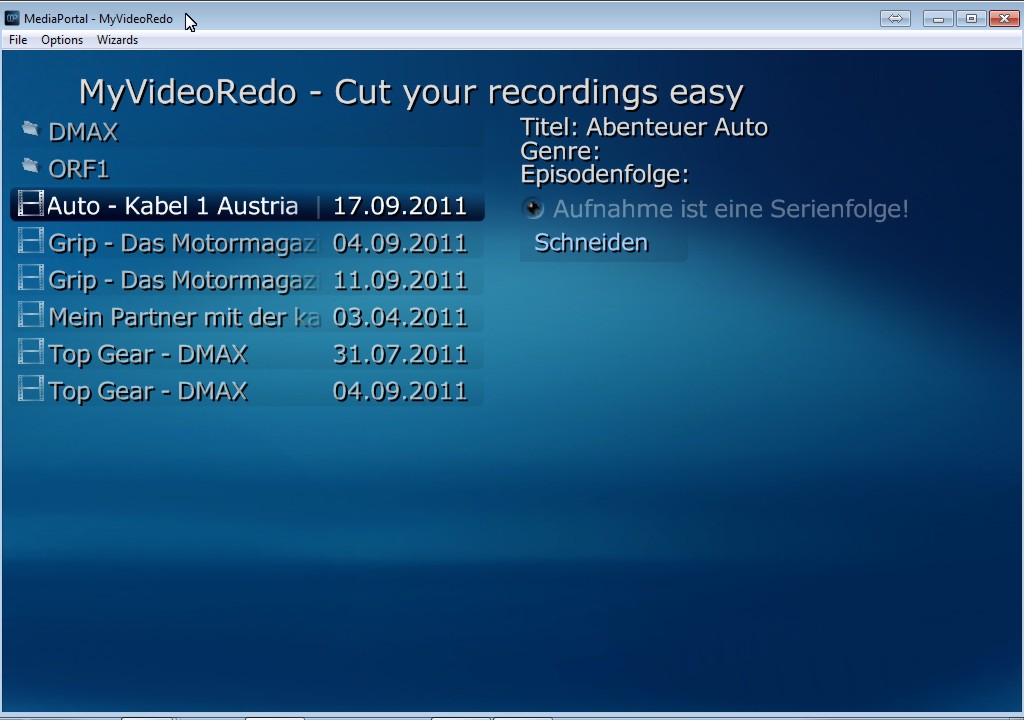 MediaPortal - MyVideoRedo
File Options Wizards
MyVideoRedo - Cut your recordings easy
DMAX
ORF1
Auto - Kabel 1 Austria | 17.09.2011
Grip - Das Motormagazi 04.09.2011
Grip - Das Motormagaz 11.09.2011
Mein Partner mit der ka 03.04.2011
Top Gear - DMAX 31.07.2011
Top Gear - DMAX 04.09.2011
Titel: Abenteuer Auto
Genre:
Episodenfolge:
Aufnahme ist eine Serienfolge!
Schneiden